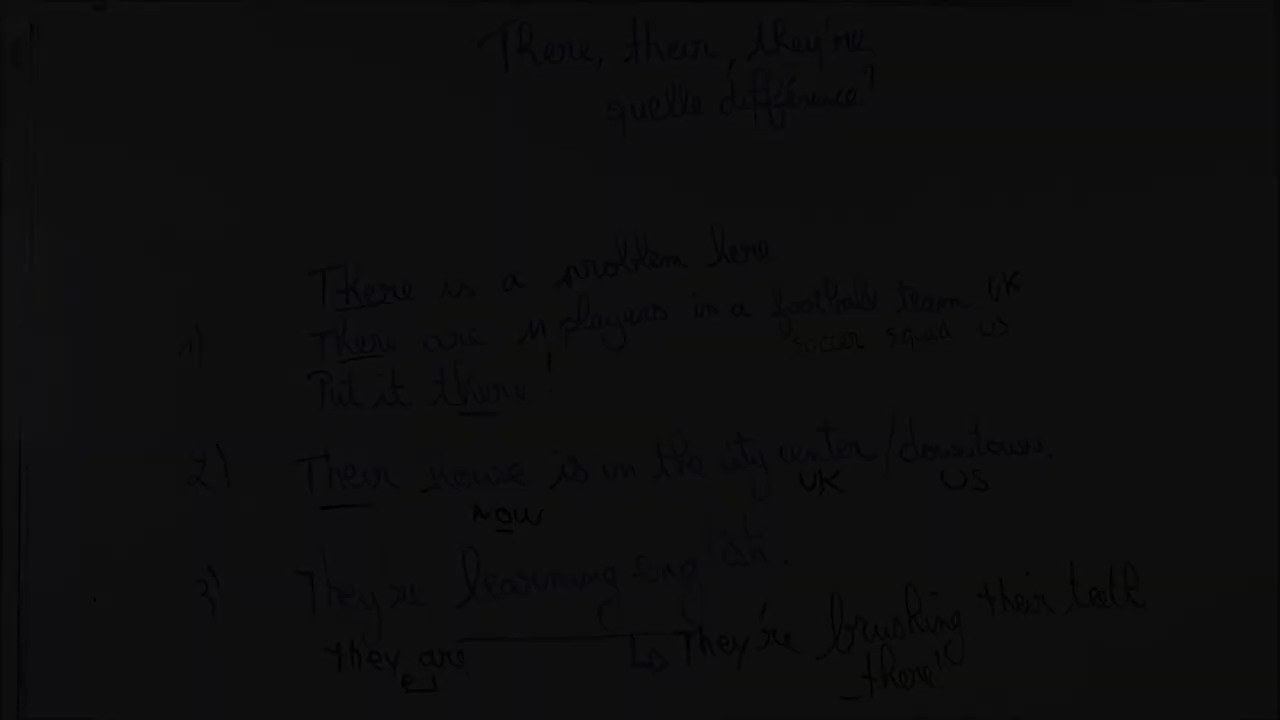 There, their, they're
quelle différence?
There is a problem here
1) There are 11 players in a football team UK
soccer squad US
Put it there!
2) Their house is in the city center/downtown.
UK US
noun
3) They're learning english.
they are
↳ They're brushing their teeth
there!